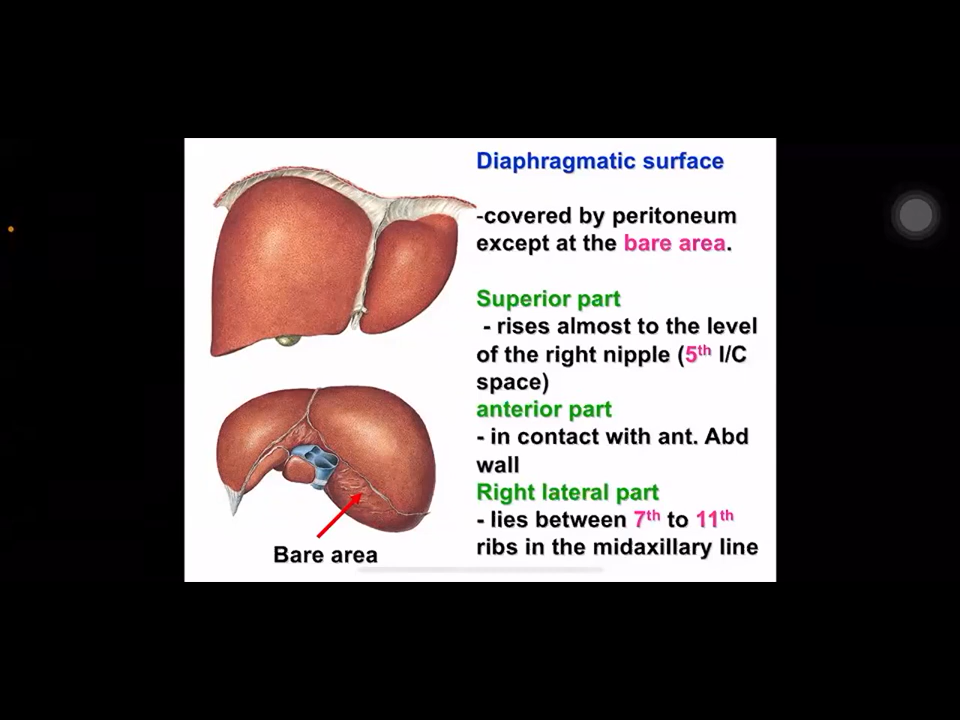 Diaphragmatic surface
-covered by peritoneum
except at the bare area.
Superior part
- rises almost to the level
of the right nipple (5th I/C
space)
anterior part
- in contact with ant. Abd
wall
Right lateral part
- lies between 7th to 11th
ribs in the midaxillary line
Bare area